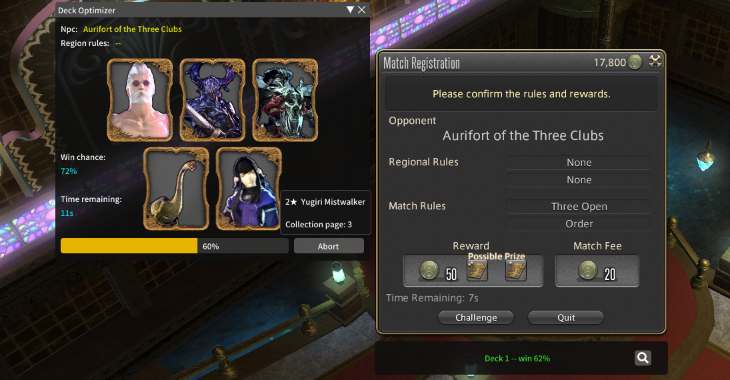 Deck Optimizer
Npc: Aurifort of the Three Clubs
Region rules: --
Win chance:
72%
Time remaining:
11s
2★ Yugiri Mistwalker
Collection page: 3
60%
Abort
Match Registration
17,800
Please confirm the rules and rewards.
Opponent
Aurifort of the Three Clubs
Regional Rules
None
None
Match Rules
Three Open
Order
Reward
Match Fee
Possible Prize
50
20
Time Remaining: 7s
Challenge
Quit
Deck 1 -- win 62%